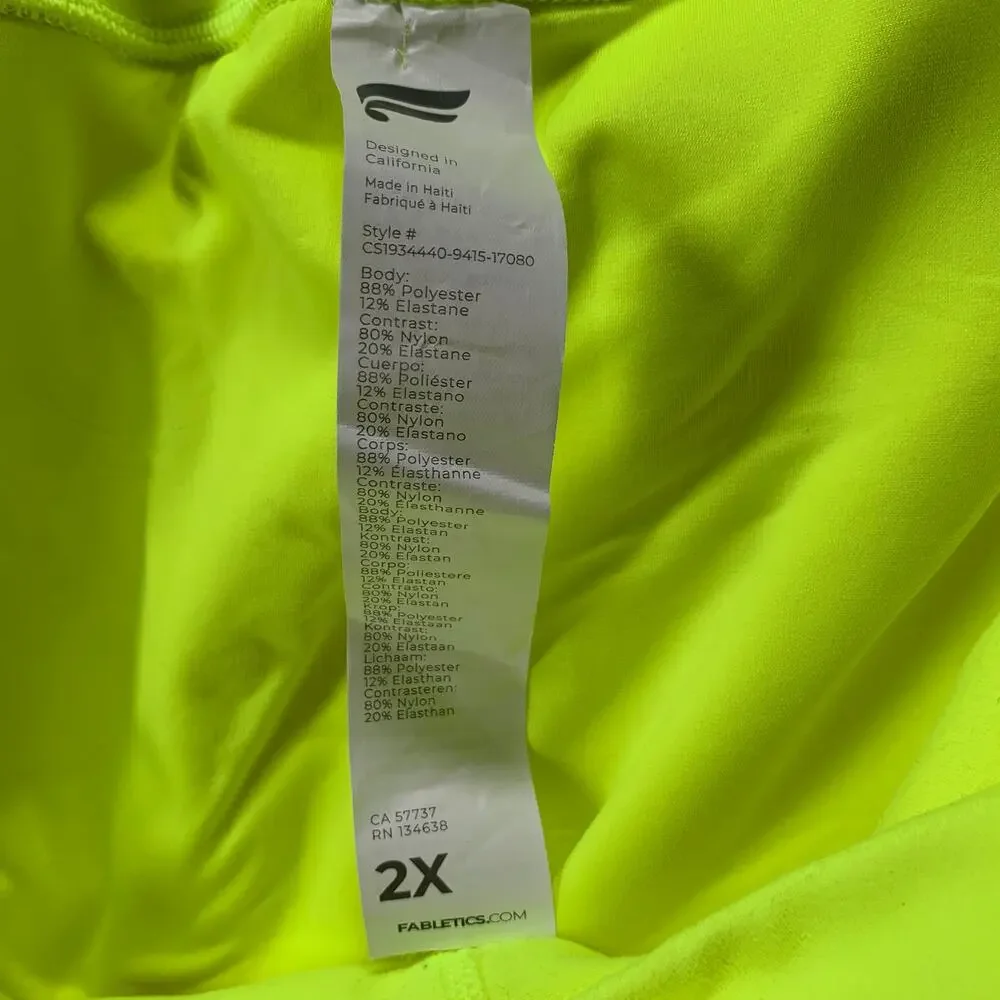 Designed in
California
Made in Haiti
Fabriqué à Haïti
Style #
CS1934440-9415-17080
Body:
88% Polyester
12% Elastane
Contrast:
80% Nylon
20% Elastane
Cuerpo:
88% Poliéster
12% Elastano
Contraste:
80% Nylon
20% Elastano
Corps:
88% Polyester
12% Élasthanne
Contraste:
80% Nylon
20% Élasthanne
Body:
88% Polyester
12% Elastan
Kontrast:
80% Nylon
20% Elastan
Corpo:
88% Poliestere
12% Elastan
Contrasto:
80% Nylon
20% Elastan
Krop:
88% Polyester
12% Elastaan
Kontrast:
80% Nylon
20% Elastaan
Lichaam:
88% Polyester
12% Elasthan
Contrasteren:
80% Nylon
20% Elasthan
CA 57737
RN 134638
2X
FABLETICS.COM